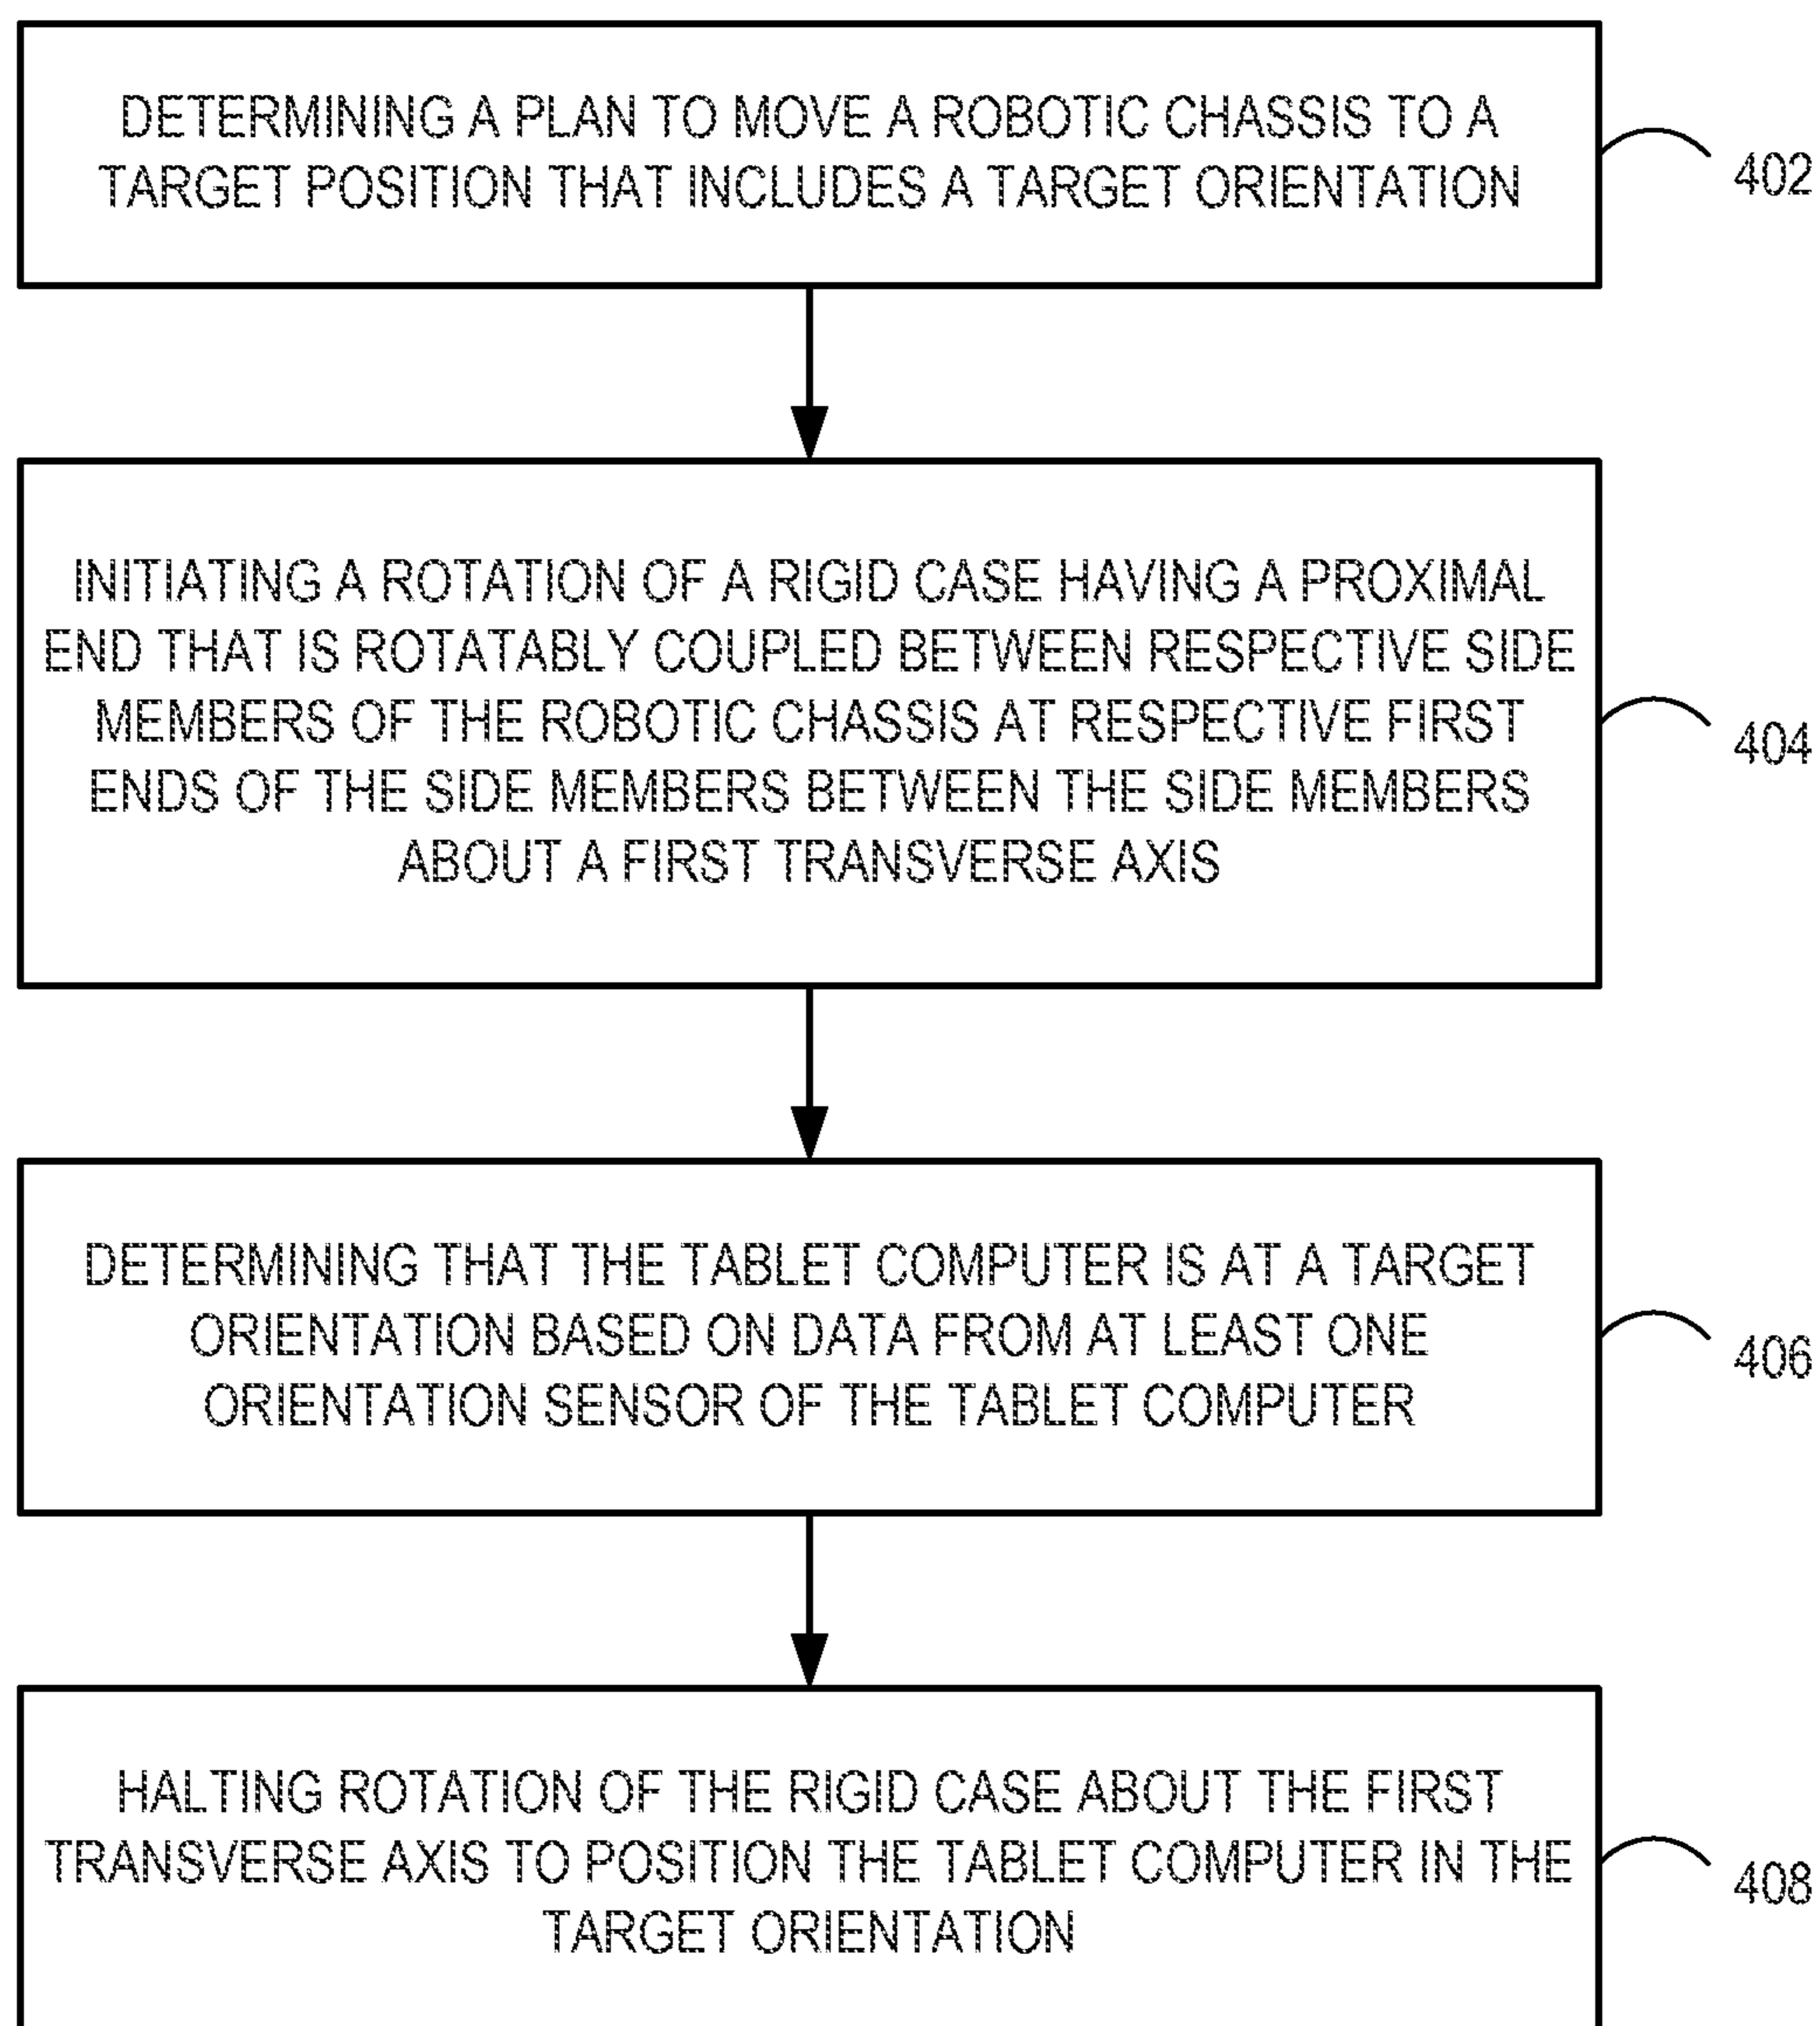 DETERMINING A PLAN TO MOVE A ROBOTIC CHASSIS TO A
TARGET POSITION THAT INCLUDES A TARGET ORIENTATION
402
INITIATING A ROTATION OF A RIGID CASE HAVING A PROXIMAL
END THAT IS ROTATABLY COUPLED BETWEEN RESPECTIVE SIDE
MEMBERS OF THE ROBOTIC CHASSIS AT RESPECTIVE FIRST
ENDS OF THE SIDE MEMBERS BETWEEN THE SIDE MEMBERS
ABOUT A FIRST TRANSVERSE AXIS
404
DETERMINING THAT THE TABLET COMPUTER IS AT A TARGET
ORIENTATION BASED ON DATA FROM AT LEAST ONE
ORIENTATION SENSOR OF THE TABLET COMPUTER
406
HALTING ROTATION OF THE RIGID CASE ABOUT THE FIRST
TRANSVERSE AXIS TO POSITION THE TABLET COMPUTER IN THE
TARGET ORIENTATION
408